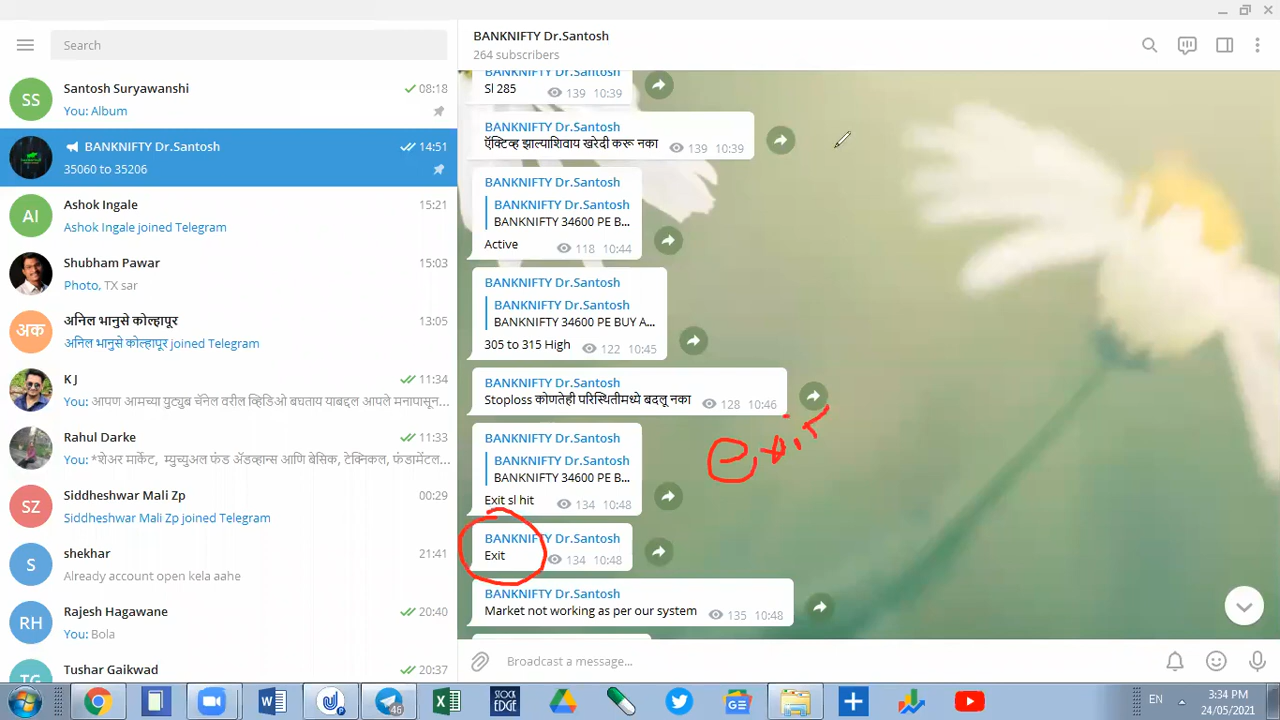 Search
Santosh Suryawanshi
08:18
You: Album
BANKNIFTY Dr.Santosh
14:51
35060 to 35206
Ashok Ingale
15:21
Ashok Ingale joined Telegram
Shubham Pawar
15:03
Photo, TX sar
अनिल भानुसे कोल्हापूर
13:05
अनिल भानुसे कोल्हापूर joined Telegram
K J
11:34
You: आपण आमच्या युट्युब चॅनेल वरील व्हिडिओ बघताय याबद्दल आपले मनापासून...
Rahul Darke
11:33
You: *शेअर मार्केट, म्युच्युअल फंड ॲडव्हान्स आणि बेसिक, टेक्निकल, फंडामेंटल...
Siddheshwar Mali Zp
00:29
Siddheshwar Mali Zp joined Telegram
shekhar
21:41
Already account open kela aahe
Rajesh Hagawane
20:40
You: Bola
Tushar Gaikwad
20:37
SS
AI
अक
SZ
S
RH
TG
BANKNIFTY Dr.Santosh
264 subscribers
BANKNIFTY Dr.Santosh
Sl 285
139 10:39
BANKNIFTY Dr.Santosh
ऍक्टिव्ह झाल्याशिवाय खरेदी करू नका 139 10:39
BANKNIFTY Dr.Santosh
BANKNIFTY Dr.Santosh
BANKNIFTY 34600 PE B...
Active 118 10:44
BANKNIFTY Dr.Santosh
BANKNIFTY Dr.Santosh
BANKNIFTY 34600 PE BUY A...
305 to 315 High 122 10:45
BANKNIFTY Dr.Santosh
Stoploss कोणतेही परिस्थितीमध्ये बदलू नका 128 10:46
BANKNIFTY Dr.Santosh
BANKNIFTY Dr.Santosh
BANKNIFTY 34600 PE B...
Exit sl hit 134 10:48
BANKNIFTY Dr.Santosh
Exit 134 10:48
BANKNIFTY Dr.Santosh
Market not working as per our system 135 10:48
Broadcast a message...
46
STOCK
EDGE
EN
3:34 PM
24/05/2021